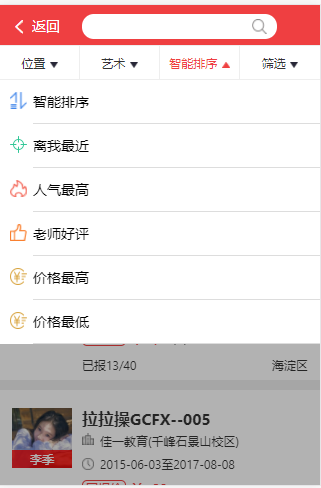 返回
位置 艺术 智能排序 筛选
智能排序
离我最近
人气最高
老师好评
价格最高
价格最低
已报13/40 海淀区
拉拉操GCFX--005
佳一教育(千峰石景山校区)
2015-06-03至2017-08-08
李季